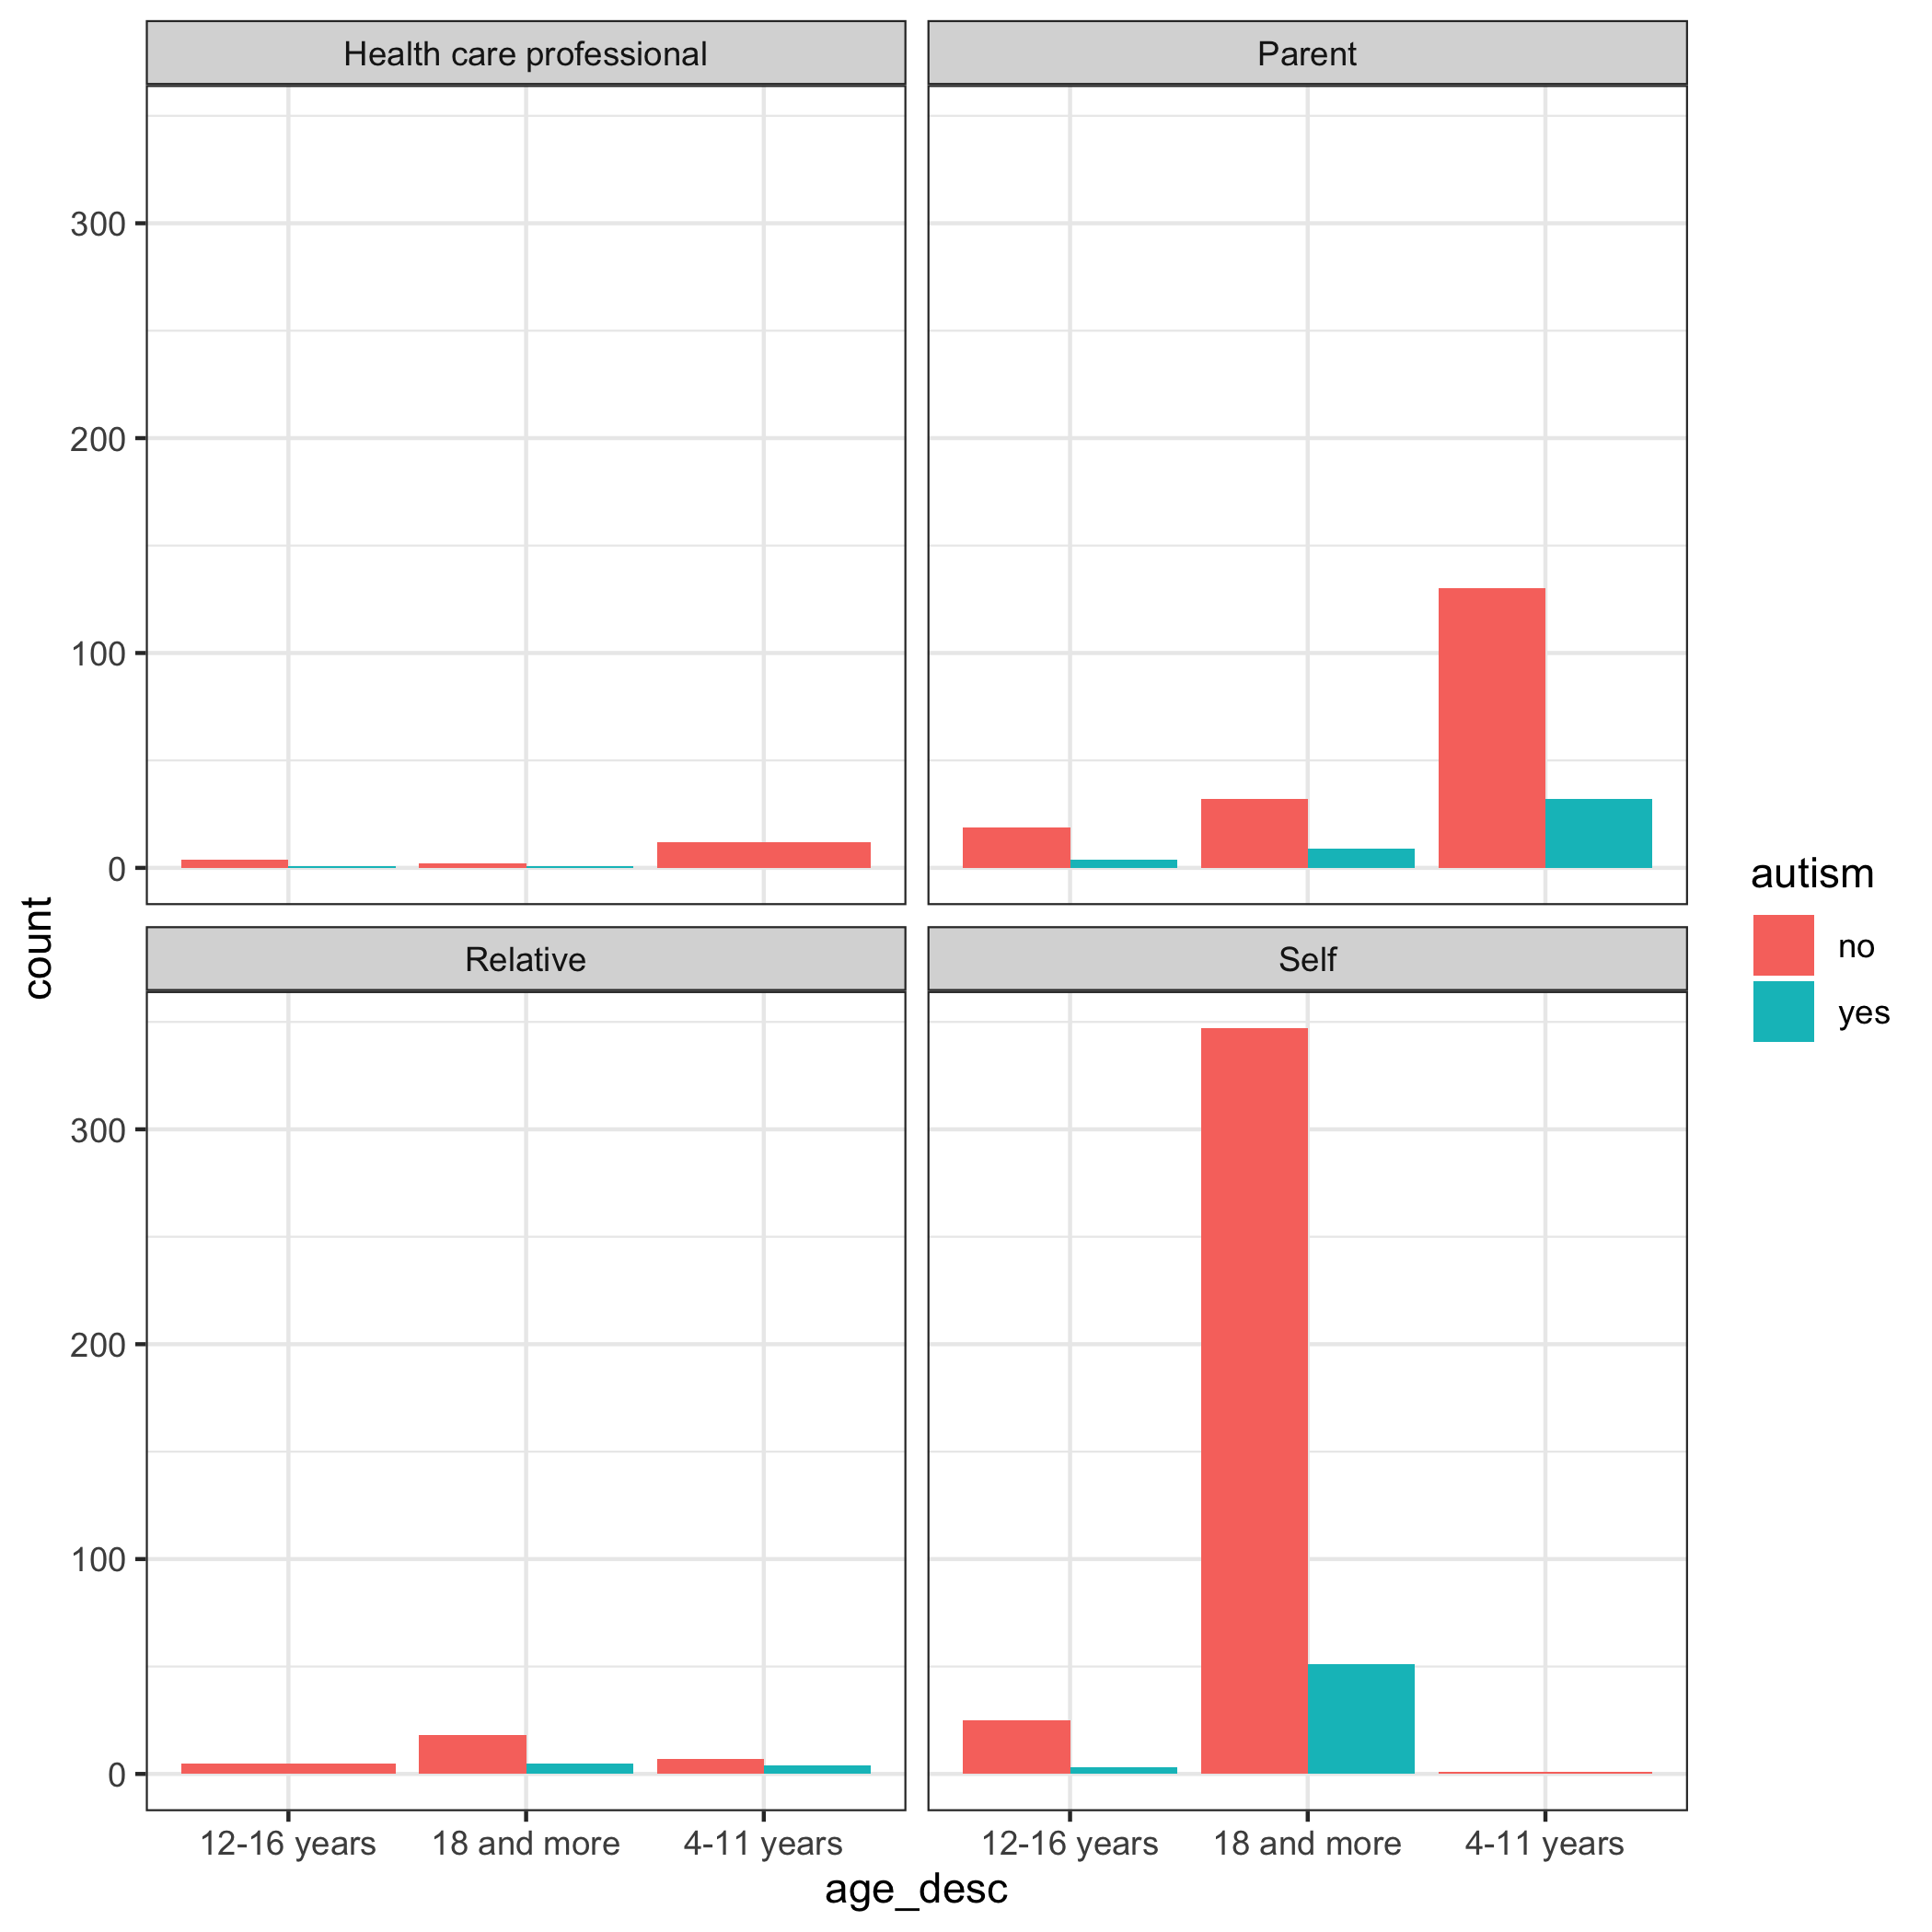 Health care professional
Parent
300
200
100
0
Relative
Self
300
200
100
0
12-16 years
18 and more
4-11 years
12-16 years
18 and more
4-11 years
age_desc
count
autism
no
yes